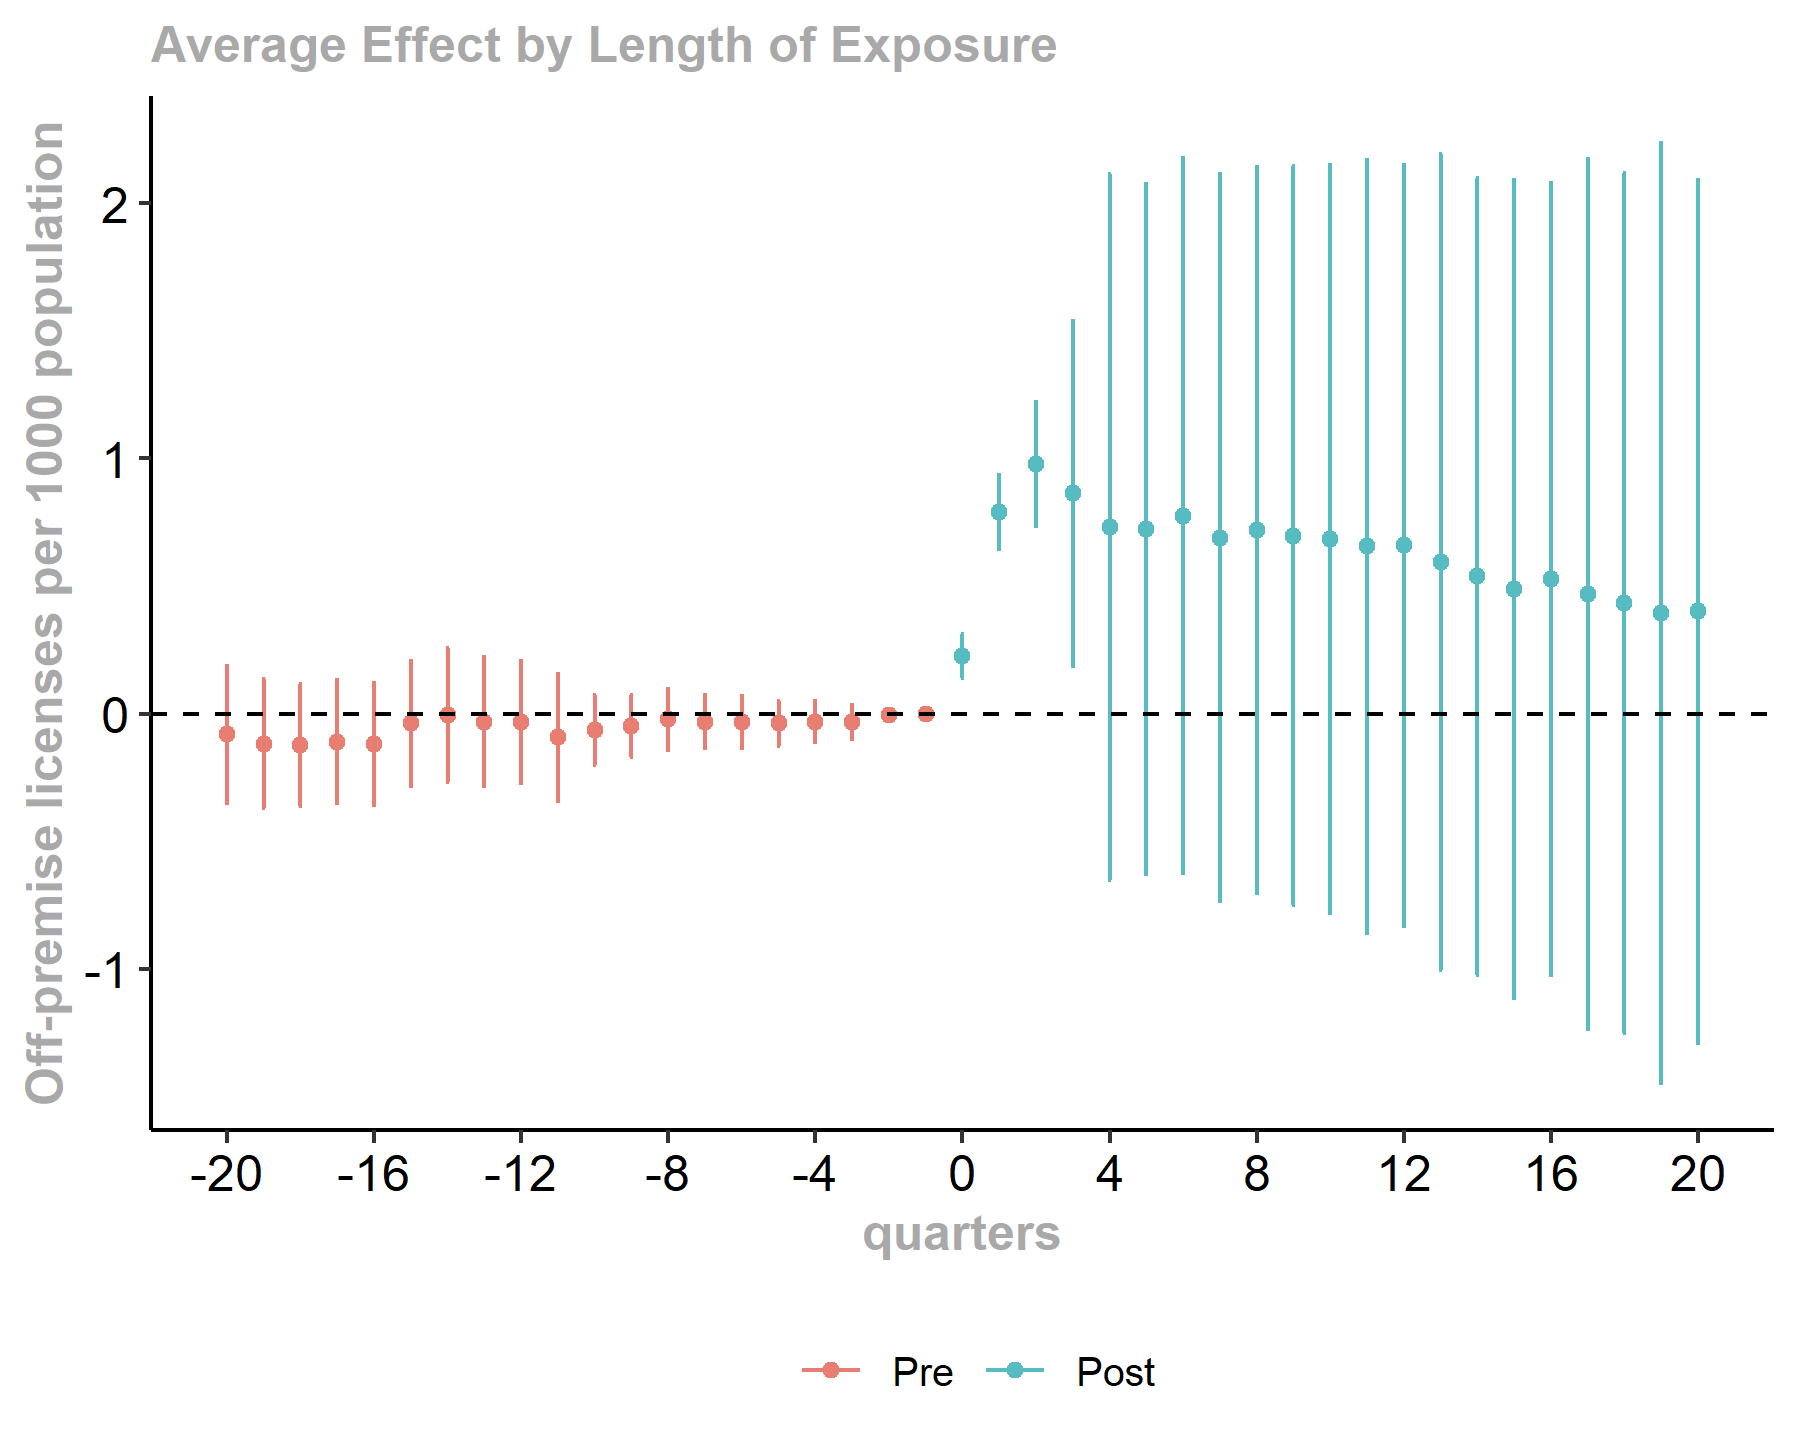 Average Effect by Length of Exposure
Off-premise licenses per 1000 population
2
1
0
-1
-20 -16 -12 -8 -4 0 4 8 12 16 20
quarters
Pre Post